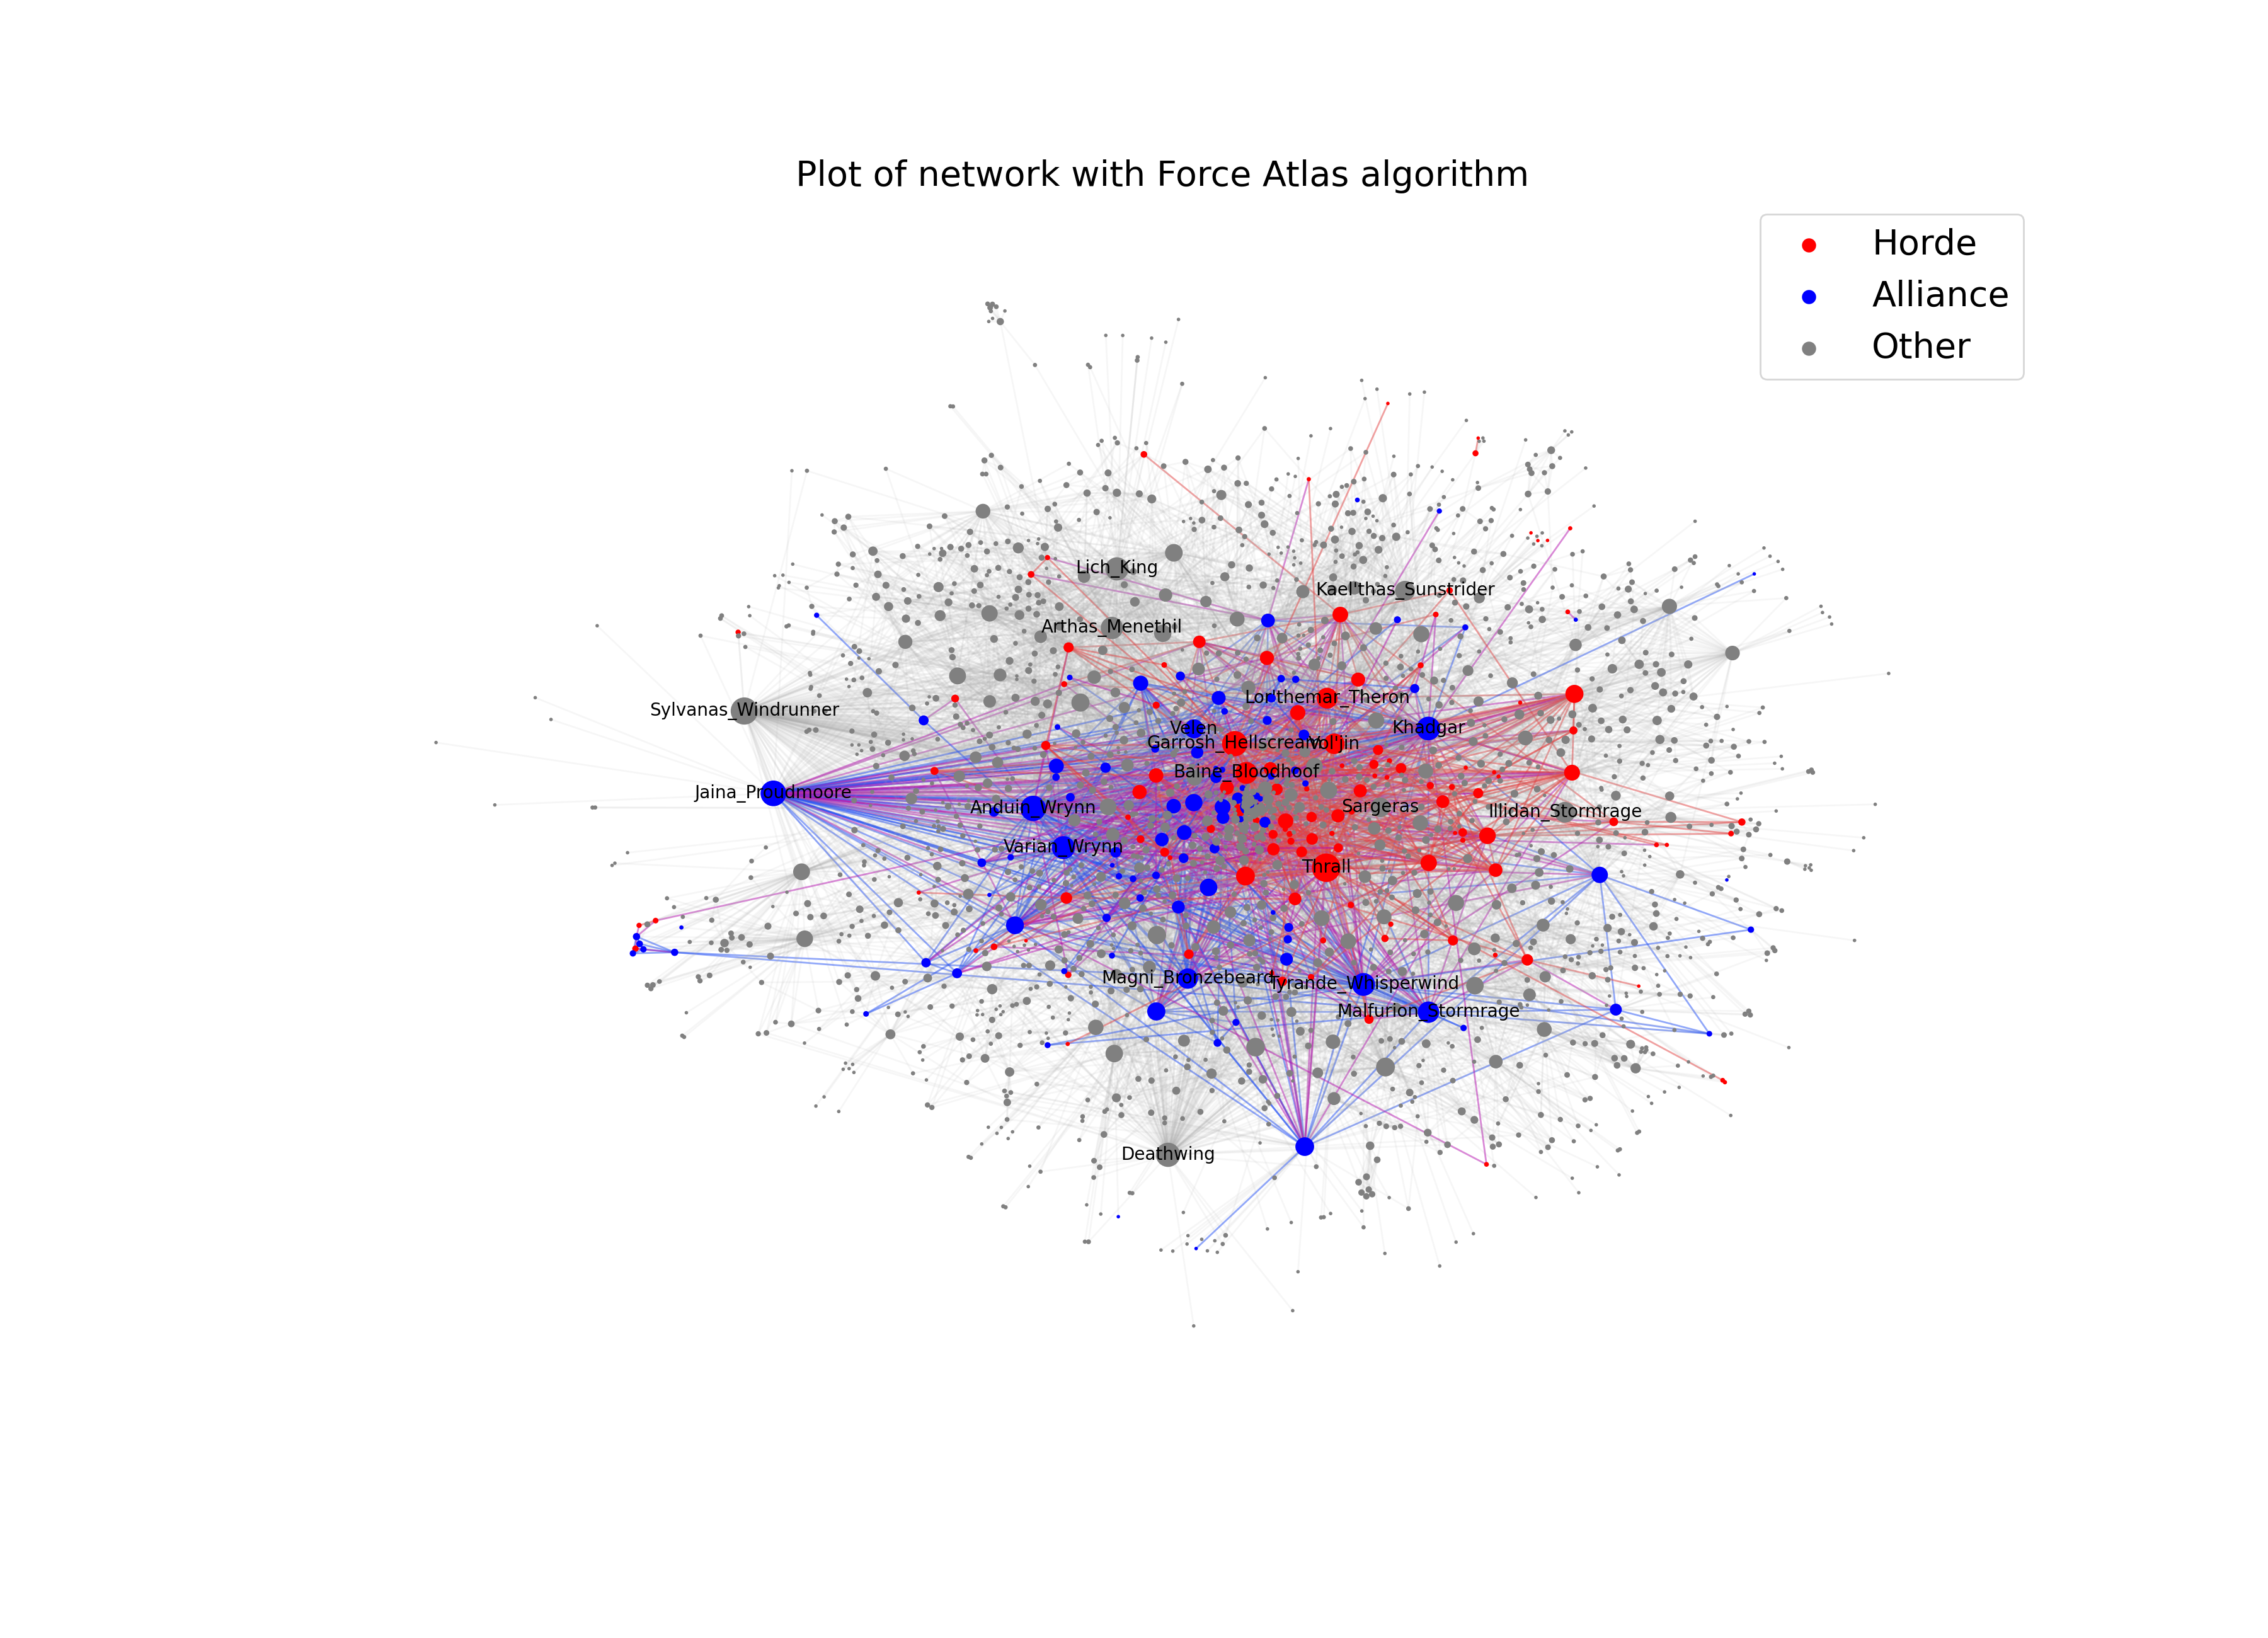 Plot of network with Force Atlas algorithm
Horde
Alliance
Other
Lich_King
Kael'thas_Sunstrider
Arthas_Menethil
Lor'themar_Theron
Sylvanas_Windrunner
Velen
Khadgar
Garrosh_Hellscream
Vol'jin
Baine_Bloodhoof
Jaina_Proudmoore
Anduin_Wrynn
Sargeras
Illidan_Stormrage
Varian_Wrynn
Thrall
Magni_Bronzebeard
Tyrande_Whisperwind
Malfurion_Stormrage
Deathwing